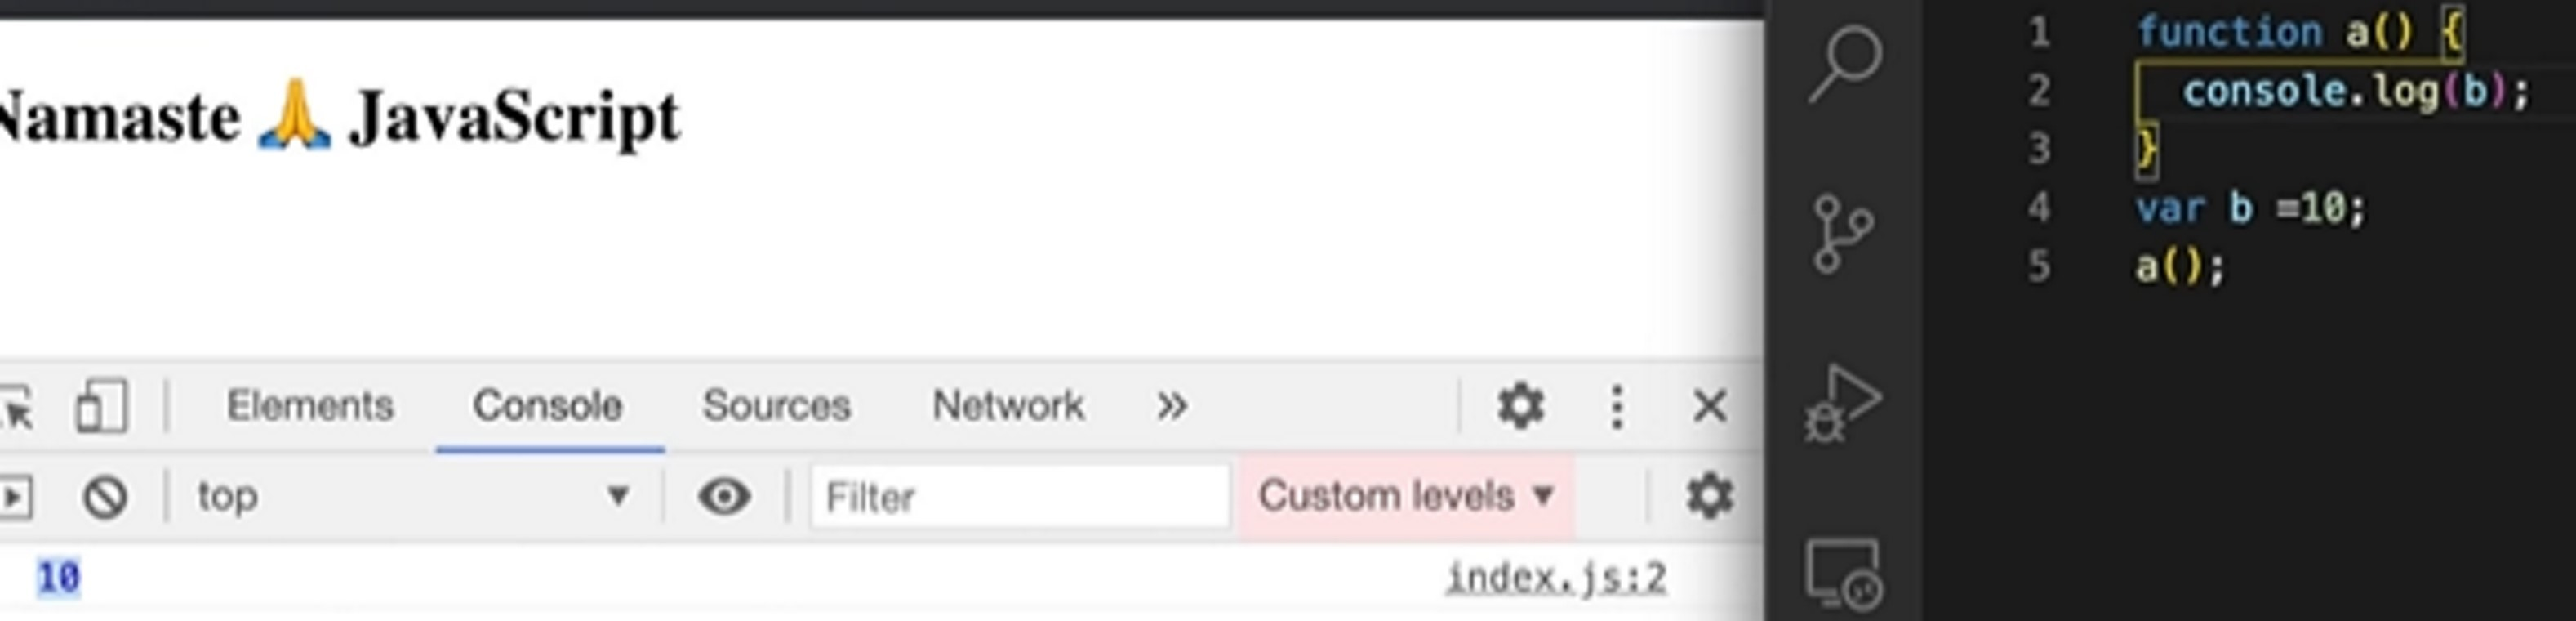 Namaste 🙏 JavaScript
Elements Console Sources Network »
top Filter Custom levels
10 index.js:2
1 function a() {
2 console.log(b);
3 }
4 var b =10;
5 a();